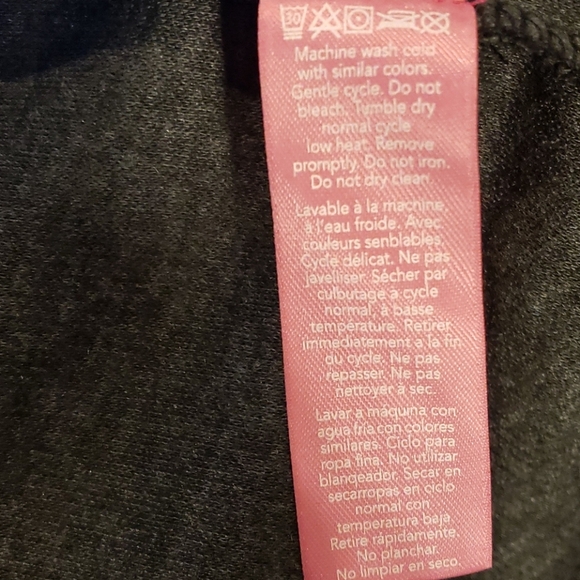 30
Machine wash cold
with similar colors.
Gentle cycle. Do not
bleach. Tumble dry
normal cycle
low heat. Remove
promptly. Do not iron.
Do not dry clean.
Lavable à la machine,
à l'eau froide. Avec
couleurs senblables.
Cycle délicat. Ne pas
javelliser. Sécher par
culbutage à cycle
normal, à basse
température. Retirer
immediatement a la fin
du cycle. Ne pas
repasser. Ne pas
nettoyer à sec.
Lavar a máquina con
agua fria con colores
similares. Ciclo para
ropa fina. No utilizar
blanqeador. Secar en
secarropas en ciclo
normal con
temperatura baja.
Retire rápidamente.
No planchar.
No limpiar en seco.